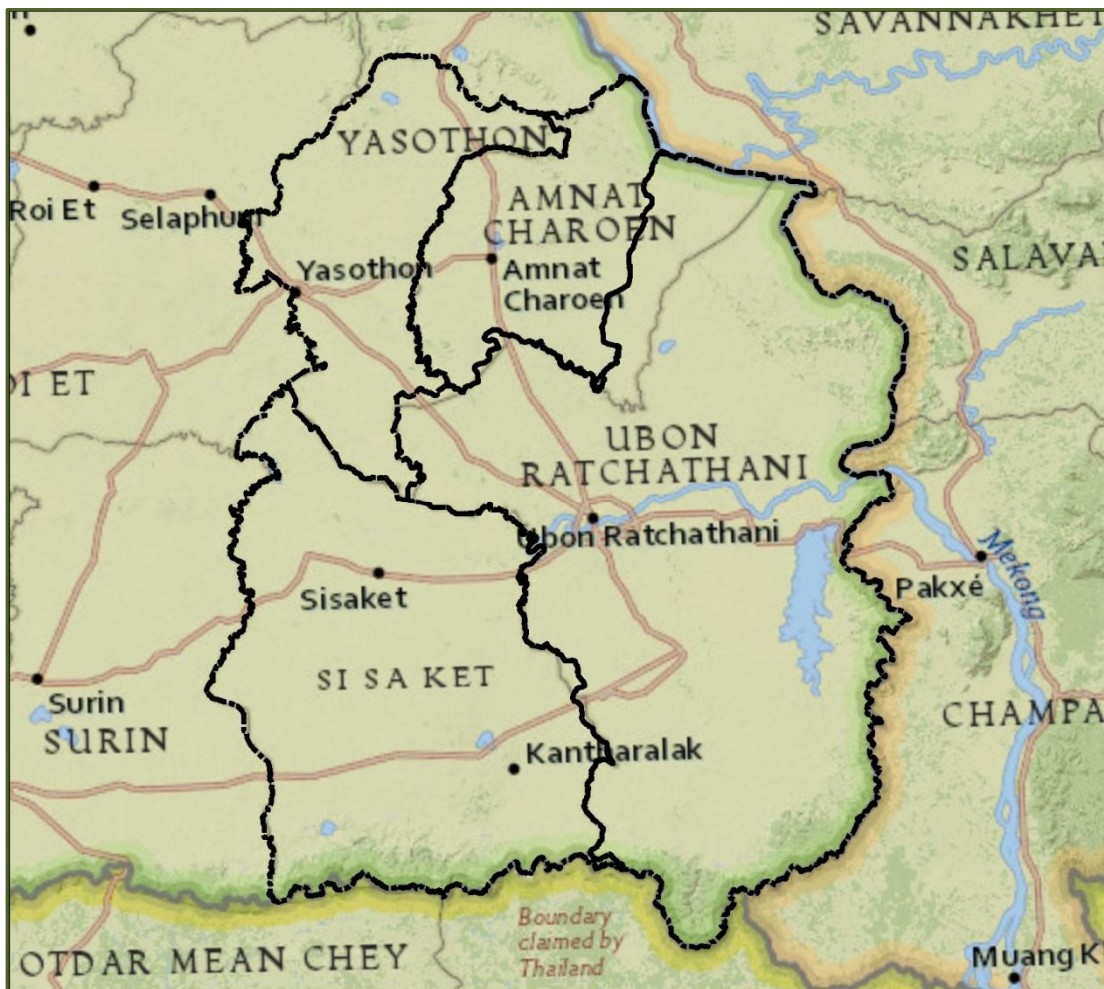 SAVANNAKHET
YASOTHON
Roi Et
Selaphum
AMNAT
CHAROEN
SALAVA
Yasothon
Amnat
Charoen
OI ET
UBON
RATCHATHANI
Ubon Ratchathani
Mekong
Pakxé
Sisaket
SI SA KET
Surin
SURIN
CHAMPA
Kantharalak
Boundary
claimed by
Thailand
OTDAR MEAN CHEY
Muang K